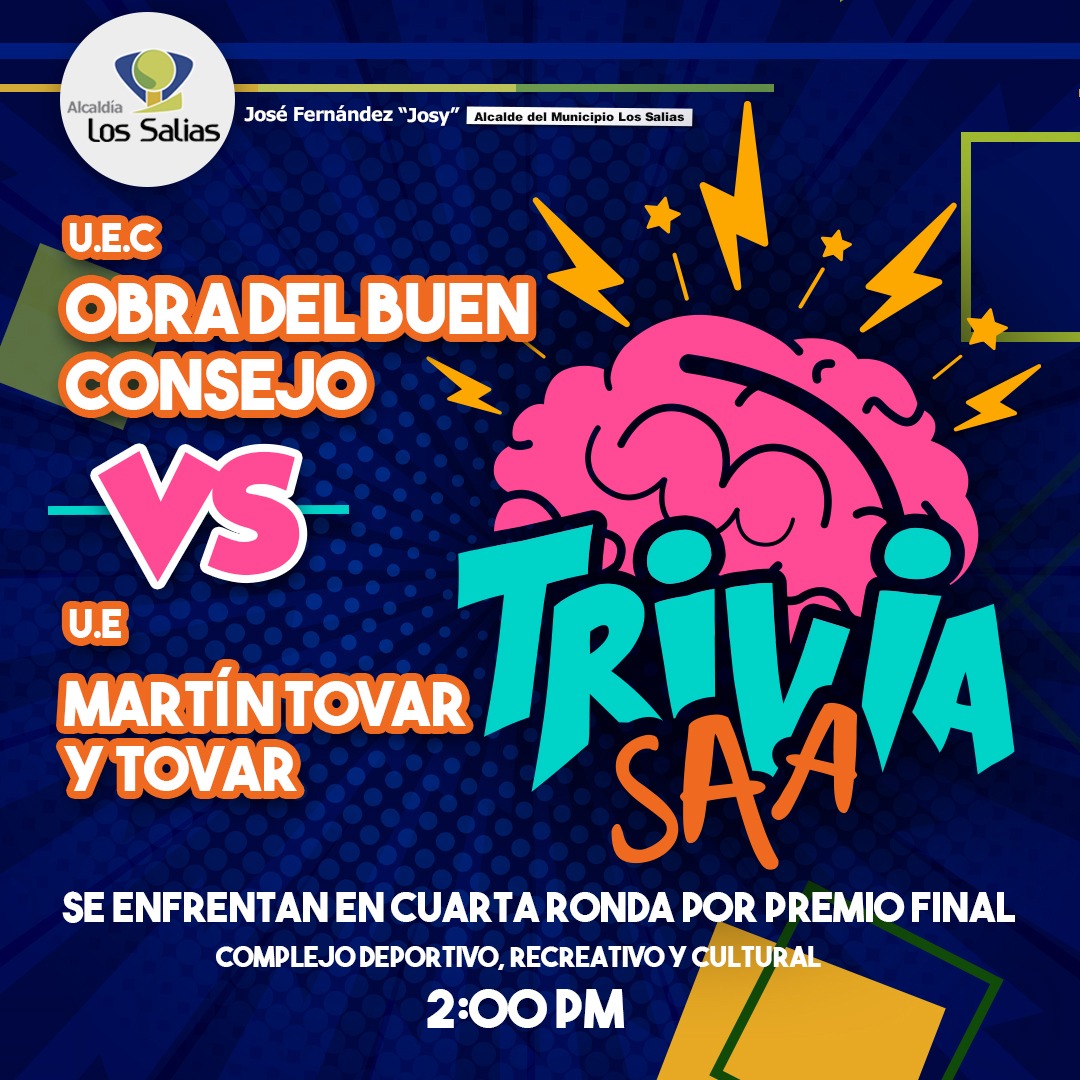 Alcaldía
Los Salias
José Fernández "Josy" Alcalde del Municipio Los Salias
U.E.C
OBRA DEL BUEN
CONSEJO
VS
U.E
MARTÍN TOVAR
Y TOVAR
TRIVIA
SAA
SE ENFRENTAN EN CUARTA RONDA POR PREMIO FINAL
COMPLEJO DEPORTIVO, RECREATIVO Y CULTURAL
2:00 PM